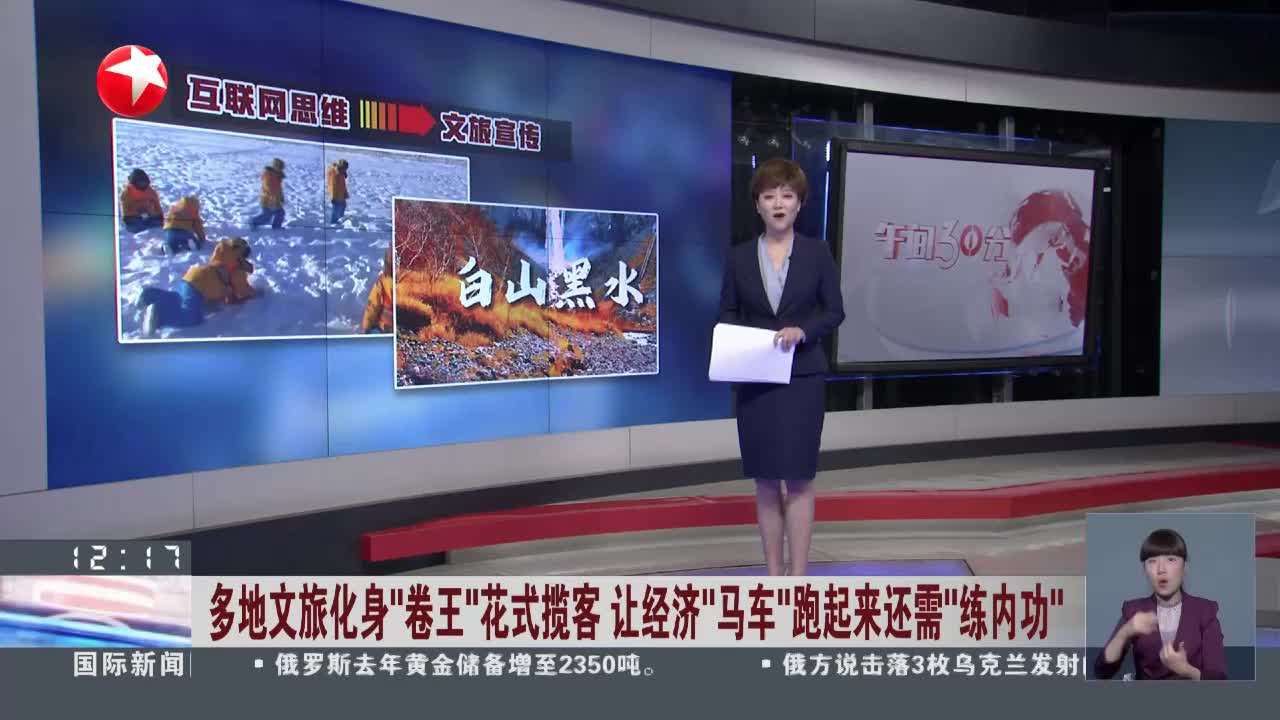 互联网思维
文旅宣传
白山黑水
午间30分
12:17
多地文旅化身"卷王"花式揽客 让经济"马车"跑起来还需"练内功"
国际新闻
▪ 俄罗斯去年黄金储备增至2350吨。
▪ 俄方说击落3枚乌克兰发射